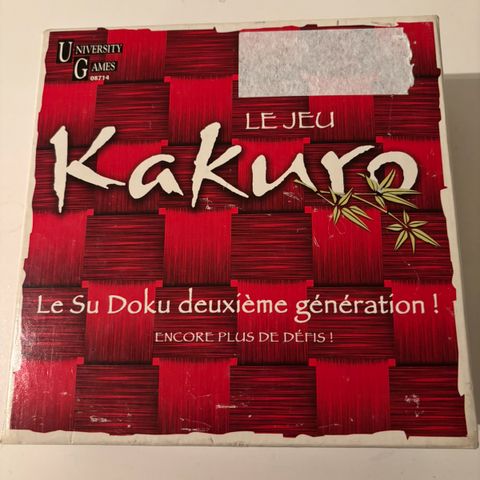 UNIVERSITY
GAMES
08714
LE JEU
Kakuro
Le Su Doku deuxième génération !
ENCORE PLUS DE DÉFIS !